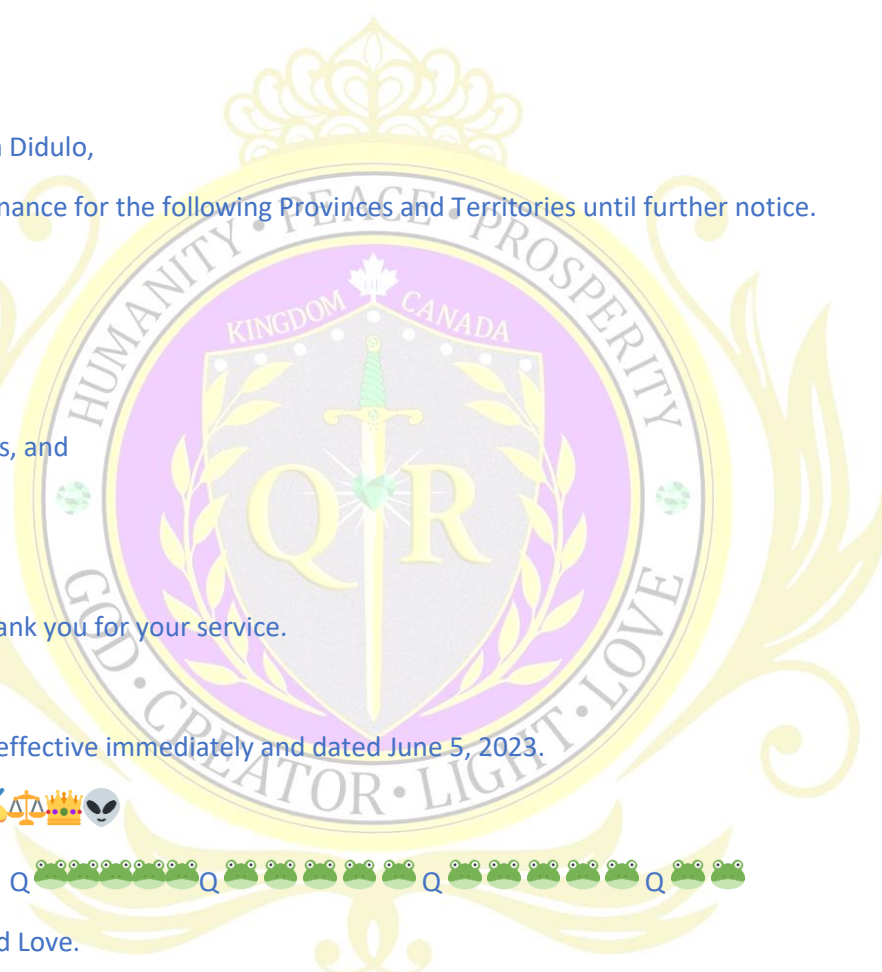 Didulo,
nance for the following Provinces and Territories until further notice.
s, and
ank you for your service.
effective immediately and dated June 5, 2023.
⚖️👑👽
Q🐸🐸🐸🐸🐸🐸Q🐸🐸🐸🐸🐸Q🐸🐸🐸🐸🐸Q🐸🐸
d Love.
HUMANITY • PEACE • PROSPERITY
KINGDOM OF CANADA
QR
GOD • CREATOR • LIGHT • LOVE